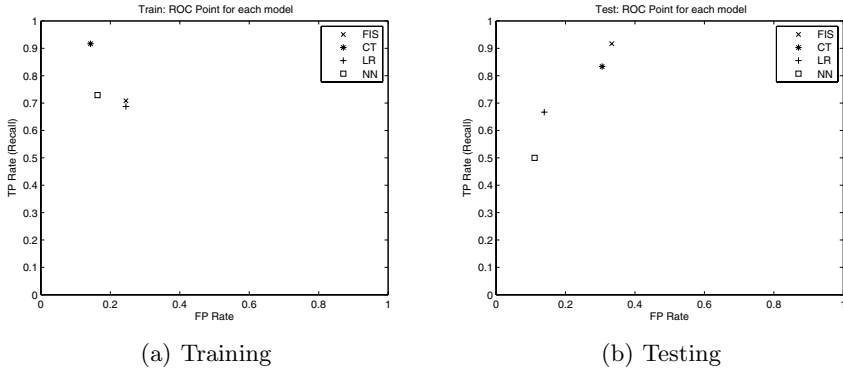 Train: ROC Point for each model
1
0.9
0.8
0.7
0.6
0.5
0.4
0.3
0.2
0.1
0
TP Rate (Recall)
0 0.2 0.4 0.6 0.8 1
FP Rate
FIS
CT
LR
NN
(a) Training
Test: ROC Point for each model
1
0.9
0.8
0.7
0.6
0.5
0.4
0.3
0.2
0.1
0
TP Rate (Recall)
0 0.2 0.4 0.6 0.8 1
FP Rate
FIS
CT
LR
NN
(b) Testing